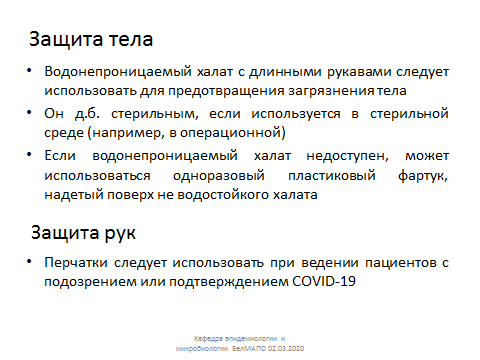 Защита тела
• Водонепроницаемый халат с длинными рукавами следует
использовать для предотвращения загрязнения тела
• Он д.б. стерильным, если используется в стерильной
среде (например, в операционной)
• Если водонепроницаемый халат недоступен, может
использоваться одноразовый пластиковый фартук,
надетый поверх не водостойкого халата
Защита рук
• Перчатки следует использовать при ведении пациентов с
подозрением или подтверждением COVID-19
Кафедра эпидемиологии и
микробиологии БелМАПО 02.03.2020